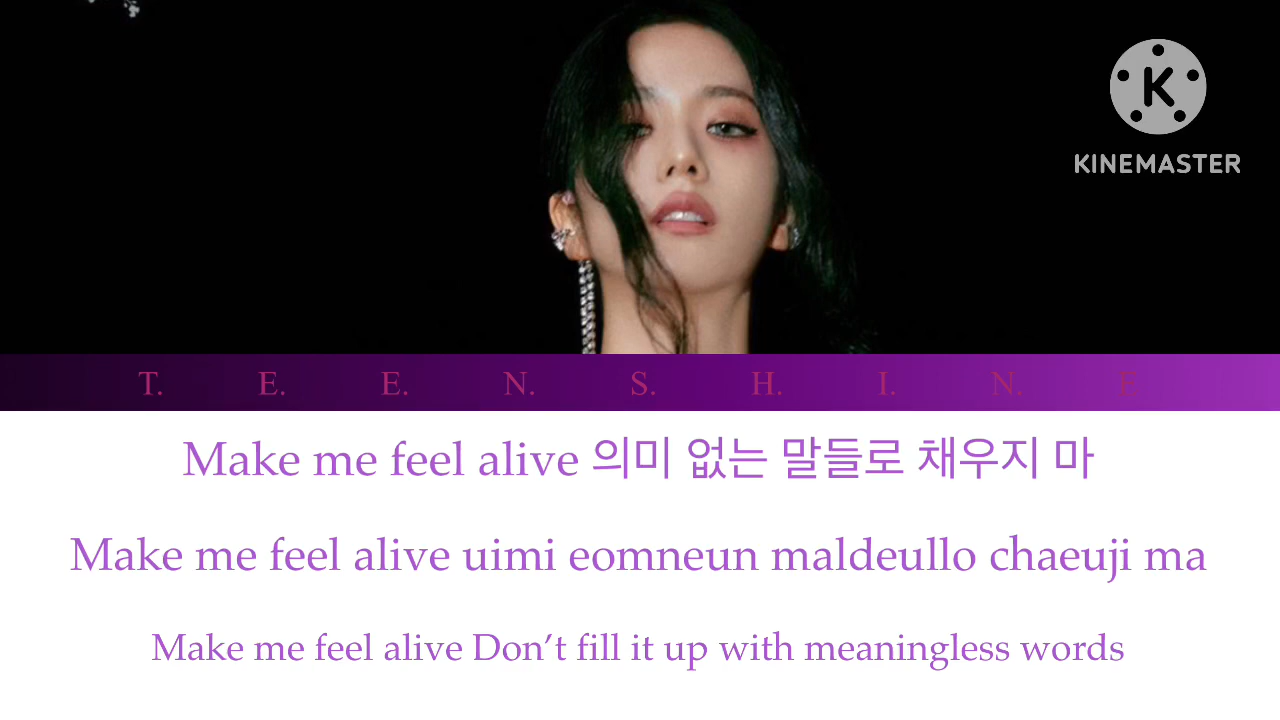 K
KINEMASTER
T. E. E. N. S. H. I. N. E
Make me feel alive 의미 없는 말들로 채우지 마
Make me feel alive uimi eomneun maldeullo chaeuji ma
Make me feel alive Don’t fill it up with meaningless words